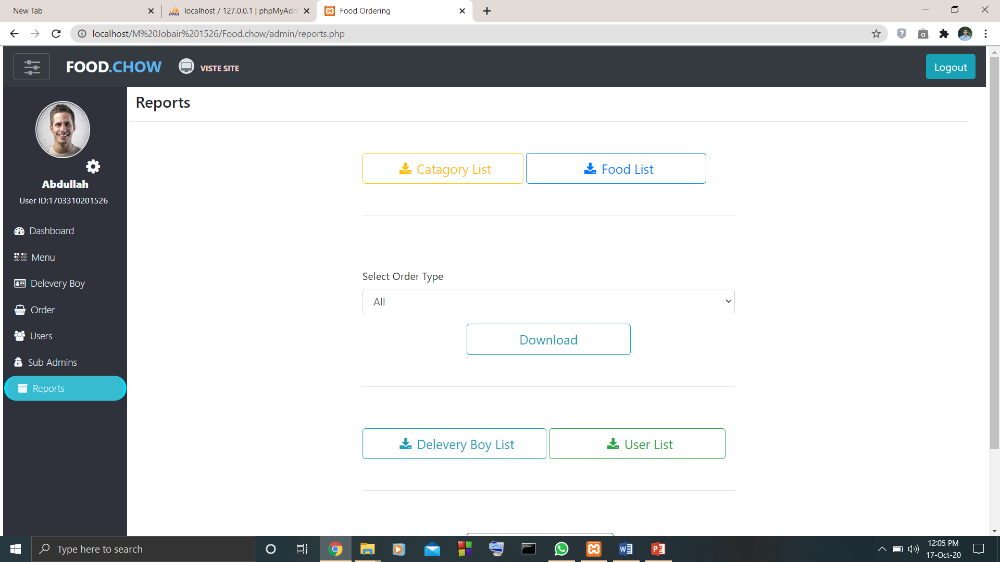 New Tab
localhost / 127.0.0.1 | phpMyAdm
Food Ordering
localhost/M%20Jobair%201526/Food.chow/admin/reports.php
FOOD.CHOW
VISTE SITE
Logout
Reports
Catagory List
Food List
Abdullah
User ID:1703310201526
Dashboard
Menu
Delevery Boy
Order
Users
Sub Admins
Reports
Select Order Type
All
Download
Delevery Boy List
User List
Type here to search
12:05 PM
17-Oct-20